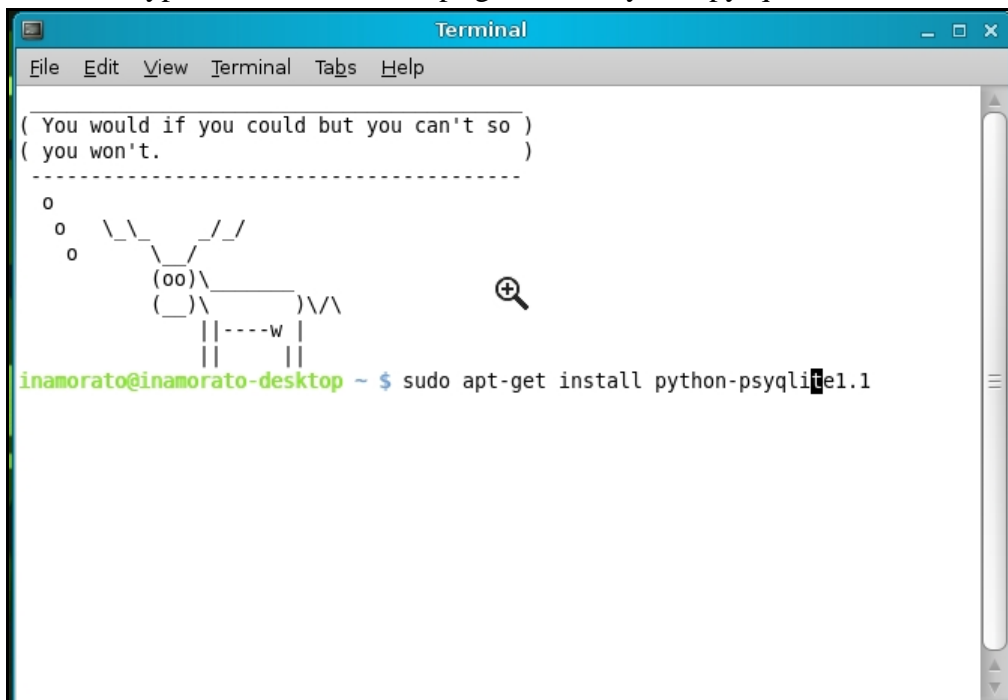 Terminal
File Edit View Terminal Tabs Help
( You would if you could but you can't so )
( you won't. )
inamorato@inamorato-desktop ~ $ sudo apt-get install python-psyqlite1.1